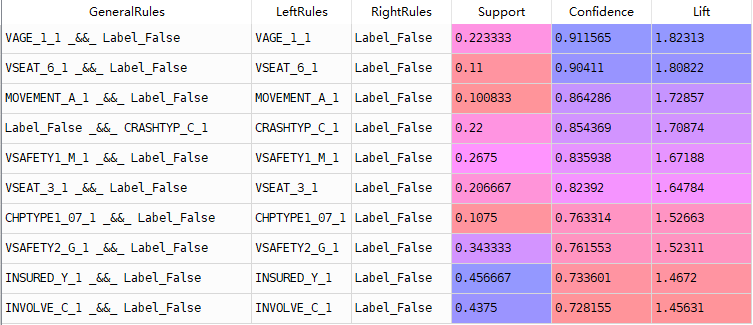 GeneralRules LeftRules RightRules Support Confidence Lift
VAGE_1_1 _&&_ Label_False VAGE_1_1 Label_False 0.223333 0.911565 1.82313
VSEAT_6_1 _&&_ Label_False VSEAT_6_1 Label_False 0.11 0.90411 1.80822
MOVEMENT_A_1 _&&_ Label_False MOVEMENT_A_1 Label_False 0.100833 0.864286 1.72857
Label_False _&&_ CRASHTYP_C_1 CRASHTYP_C_1 Label_False 0.22 0.854369 1.70874
VSAFETY1_M_1 _&&_ Label_False VSAFETY1_M_1 Label_False 0.2675 0.835938 1.67188
VSEAT_3_1 _&&_ Label_False VSEAT_3_1 Label_False 0.206667 0.82392 1.64784
CHPTYPE1_07_1 _&&_ Label_False CHPTYPE1_07_1 Label_False 0.1075 0.763314 1.52663
VSAFETY2_G_1 _&&_ Label_False VSAFETY2_G_1 Label_False 0.343333 0.761553 1.52311
INSURED_Y_1 _&&_ Label_False INSURED_Y_1 Label_False 0.456667 0.733601 1.4672
INVOLVE_C_1 _&&_ Label_False INVOLVE_C_1 Label_False 0.4375 0.728155 1.45631